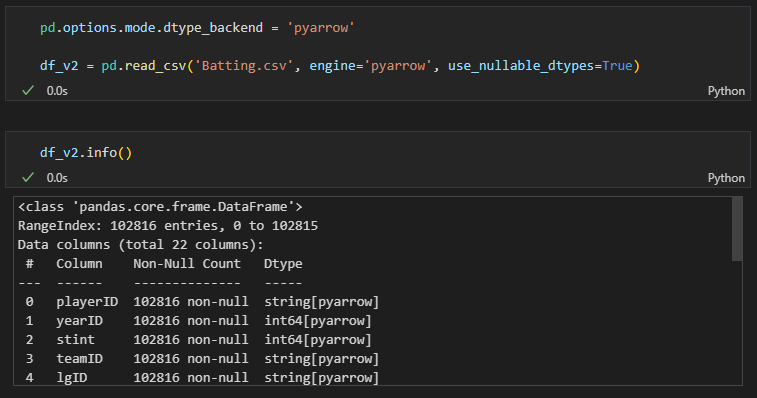 pd.options.mode.dtype_backend = 'pyarrow'
df_v2 = pd.read_csv('Batting.csv', engine='pyarrow', use_nullable_dtypes=True)
0.0s Python
df_v2.info()
0.0s Python
<class 'pandas.core.frame.DataFrame'>
RangeIndex: 102816 entries, 0 to 102815
Data columns (total 22 columns):
 #   Column    Non-Null Count   Dtype
---  ------    --------------   -----
 0   playerID  102816 non-null  string[pyarrow]
 1   yearID    102816 non-null  int64[pyarrow]
 2   stint     102816 non-null  int64[pyarrow]
 3   teamID    102816 non-null  string[pyarrow]
 4   lgID      102816 non-null  string[pyarrow]